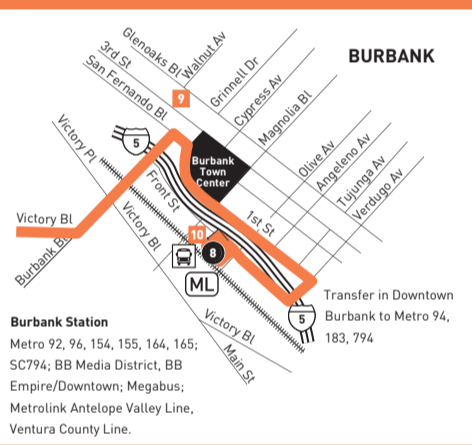 BURBANK
Glenoaks Bl
Walnut Av
3rd St
Grinnell Dr
San Fernando Bl
9
Cypress Av
Magnolia Bl
Victory Pl
5
Burbank
Town
Center
Olive Av
Angeleno Av
Tujunga Av
Verdugo Av
Front St
1st St
Victory Bl
Victory Bl
10
8
Burbank B
ML
5
Transfer in Downtown
Burbank to Metro 94,
183, 794
Victory Bl
Main St
Burbank Station
Metro 92, 96, 154, 155, 164, 165;
SC794; BB Media District, BB
Empire/Downtown; Megabus;
Metrolink Antelope Valley Line,
Ventura County Line.